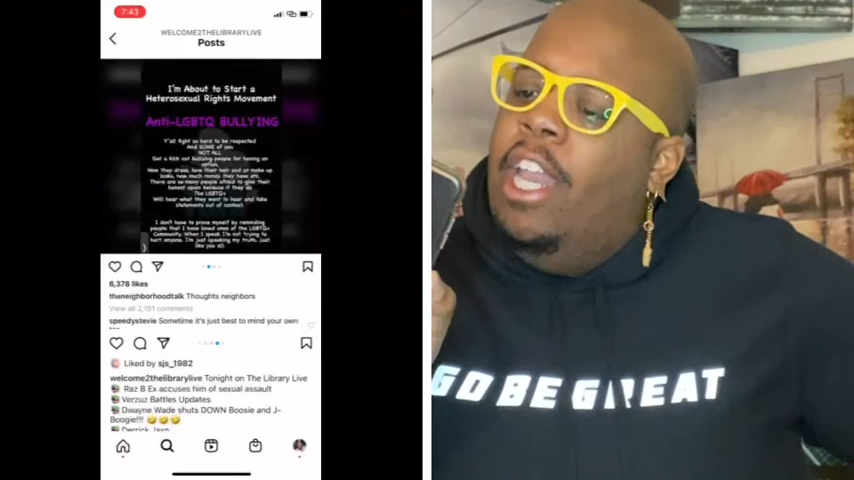 7:43
WELCOME2THELIBRARYLIVE
Posts
I'm About to Start a
Heterosexual Rights Movement
Anti-LGBTQ BULLYING
Y'all fight so hard to be respected
And SOME of you
NOT ALL
Get a kick out bullying people for having an
option,
How they dress, love their hair and or make up
looks, how much money they have etc.
There are so many people afraid to give their
honest opon because if they do
The LGBTQ+
Will hear what they want to hear and take
statements out of context.
I don't have to prove myself by reminding
people that I have loved ones of the LGBTQ+
Community. When I speak I'm not trying to
hurt anyone. I'm just speaking my truth, just
like you all.
6,378 likes
theneighborhoodtalk Thoughts neighbors
View all 2,151 comments
speedystevie Sometime it's just best to mind your own
Liked by sjs_1982
welcome2thelibrarylive Tonight on The Library Live
Raz B Ex accuses him of sexual assault
Verzuz Battles Updates
Dwayne Wade shuts DOWN Boosie and J-
Boogie!!! 🤣🤣🤣
Derrick Jaxn
GO BE GREAT